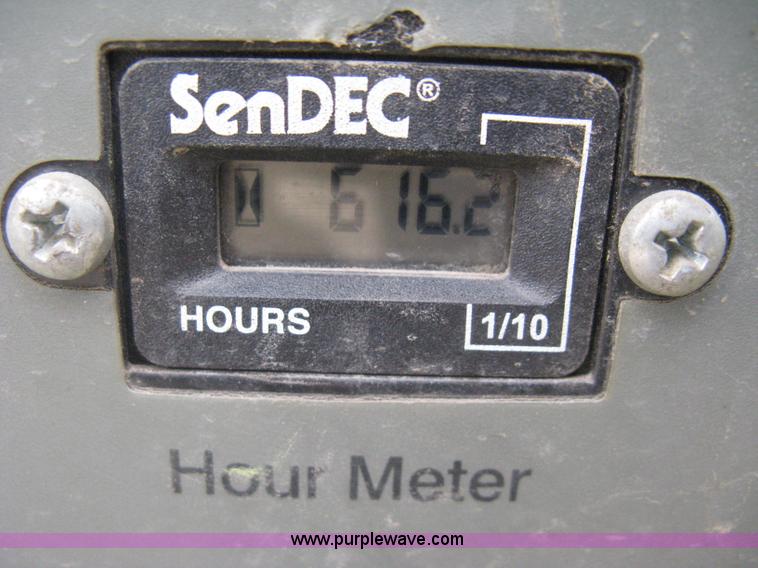 SenDEC®
616.2
HOURS
1/10
Hour Meter
www.purplewave.com